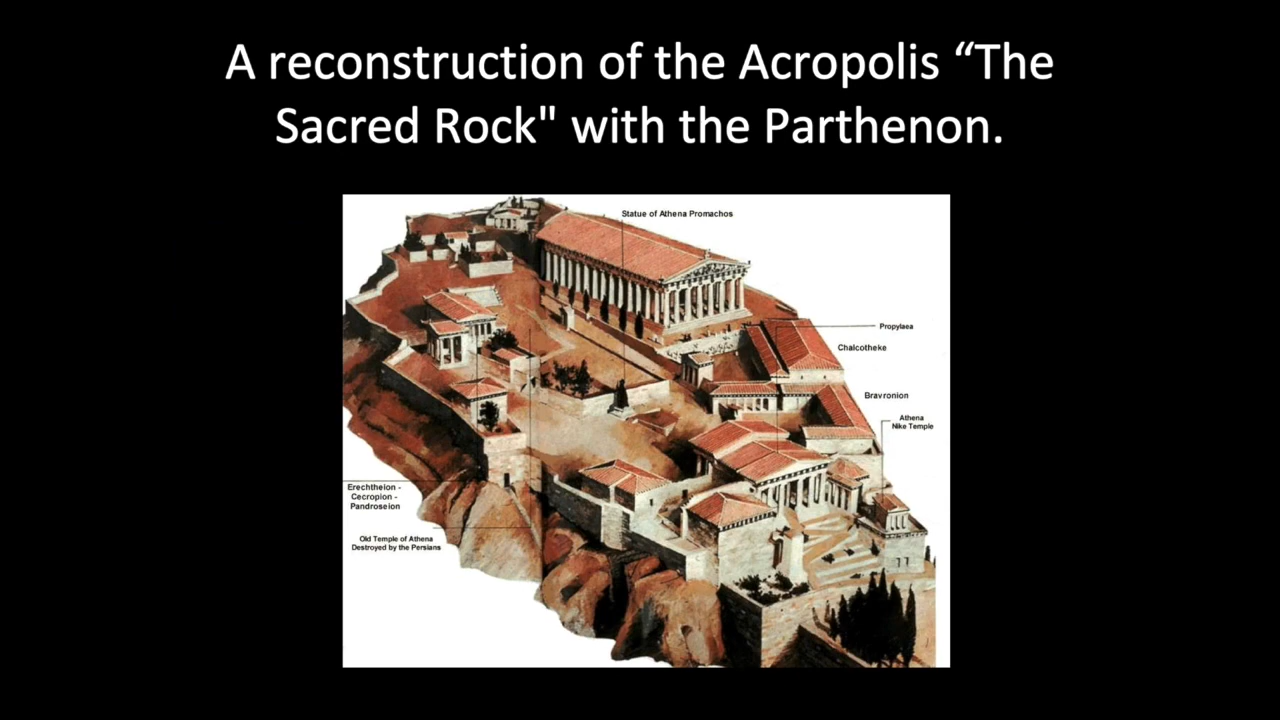 A reconstruction of the Acropolis “The
Sacred Rock" with the Parthenon.
Statue of Athena Promachos
Propylaea
Chalcotheke
Bravronion
Athena
Nike Temple
Erechtheion -
Cecropion -
Pandroseion
Old Temple of Athena
Destroyed by the Persians